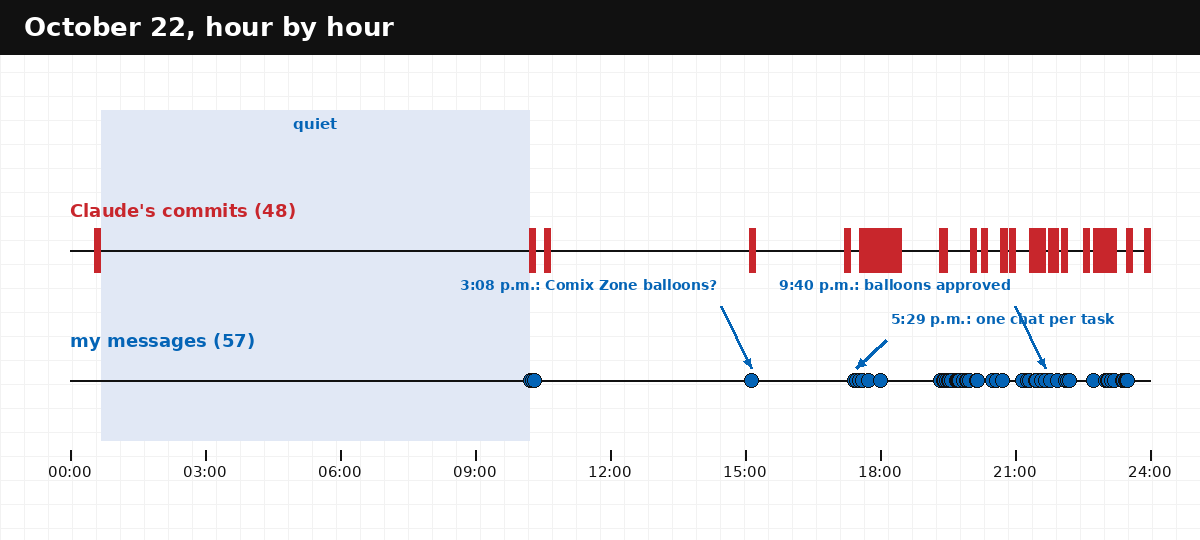 October 22, hour by hour
quiet
Claude's commits (48)
3:08 p.m.: Comix Zone balloons?
9:40 p.m.: balloons approved
5:29 p.m.: one chat per task
my messages (57)
00:00 03:00 06:00 09:00 12:00 15:00 18:00 21:00 24:00